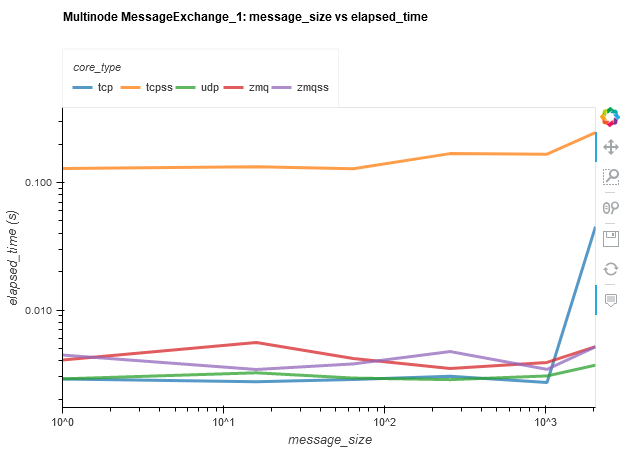 Multinode MessageExchange_1: message_size vs elapsed_time
core_type
tcp tcpss udp zmq zmqss
elapsed_time (s)
0.100
0.010
10^0 10^1 10^2 10^3
message_size